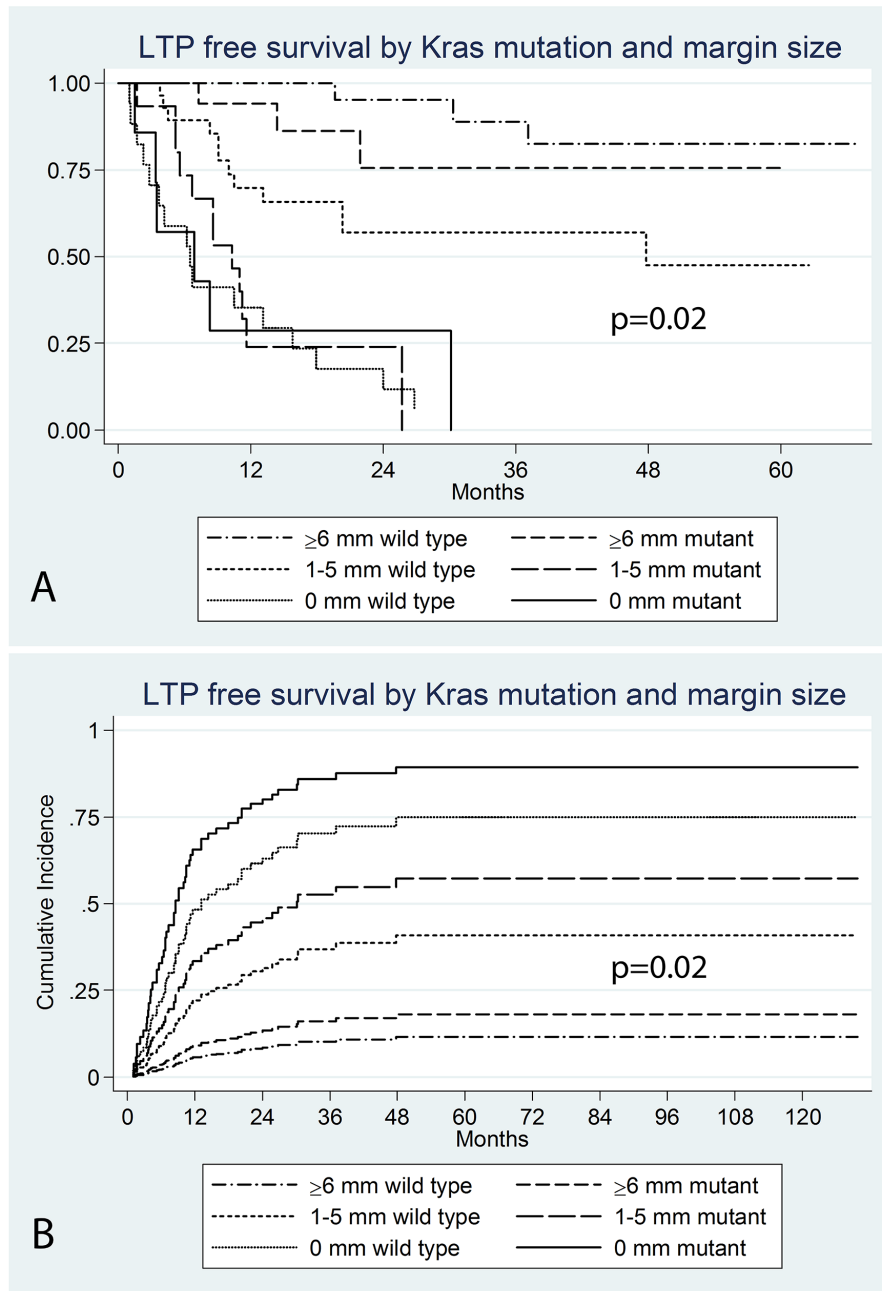 LTP free survival by Kras mutation and margin size
1.00
0.75
0.50
0.25
0.00
p=0.02
0 12 24 36 48 60
Months
≥6 mm wild type ≥6 mm mutant
1-5 mm wild type 1-5 mm mutant
0 mm wild type 0 mm mutant
A
LTP free survival by Kras mutation and margin size
Cumulative Incidence
1
.75
.5
.25
0
p=0.02
0 12 24 36 48 60 72 84 96 108 120
Months
≥6 mm wild type ≥6 mm mutant
1-5 mm wild type 1-5 mm mutant
0 mm wild type 0 mm mutant
B